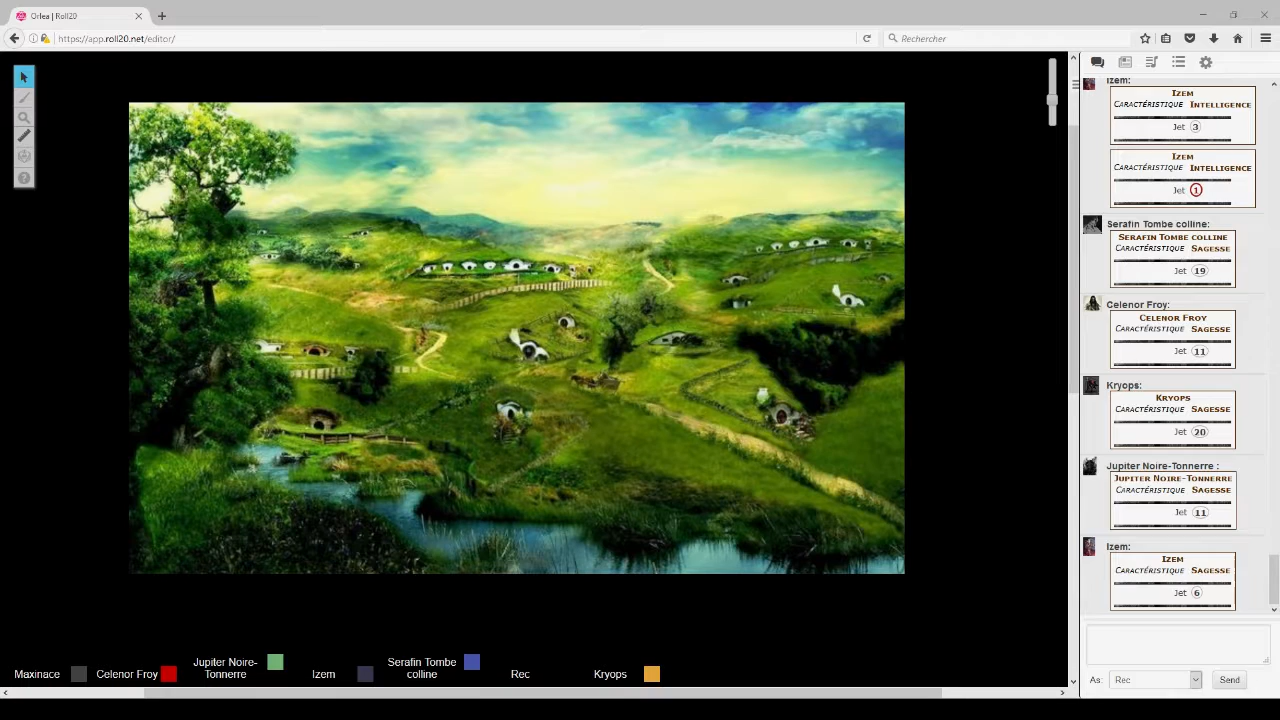 Orlea | Roll20
https://app.roll20.net/editor/
Rechercher
Izem:
Izem
Caractéristique Intelligence
Jet 3
Izem
Caractéristique Intelligence
Jet 1
Serafin Tombe colline:
Serafin Tombe colline
Caractéristique Sagesse
Jet 19
Celenor Froy:
Celenor Froy
Caractéristique Sagesse
Jet 11
Kryops:
Kryops
Caractéristique Sagesse
Jet 20
Jupiter Noire-Tonnerre :
Jupiter Noire-Tonnerre
Caractéristique Sagesse
Jet 11
Izem:
Izem
Caractéristique Sagesse
Jet 6
Maxinace
Celenor Froy
Jupiter Noire-
Tonnerre
Izem
Serafin Tombe
colline
Rec
Kryops
As: Rec Send